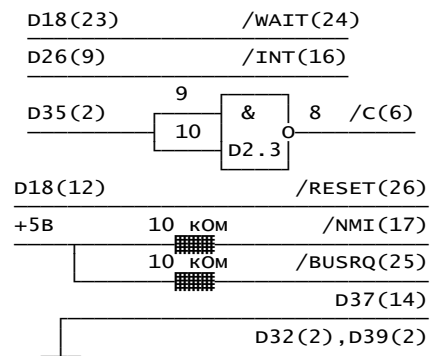 D18(23) /WAIT(24)
D26(9) /INT(16)
9
D35(2) & 8 /C(6)
10
D2.3
D18(12) /RESET(26)
+5В 10 кОм /NMI(17)
10 кОм /BUSRQ(25)
D37(14)
D32(2),D39(2)